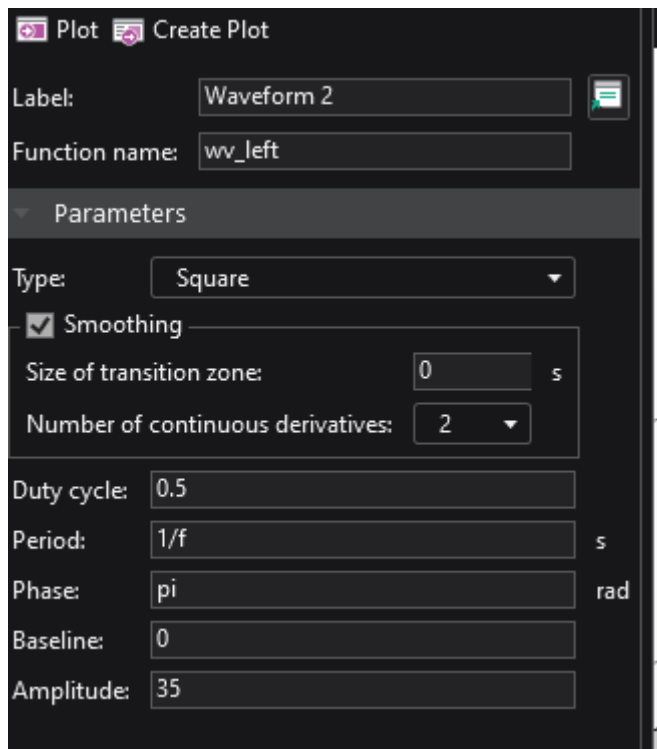 Plot Create Plot
Label: Waveform 2
Function name: wv_left
Parameters
Type: Square
Smoothing
Size of transition zone: 0 s
Number of continuous derivatives: 2
Duty cycle: 0.5
Period: 1/f s
Phase: pi rad
Baseline: 0
Amplitude: 35